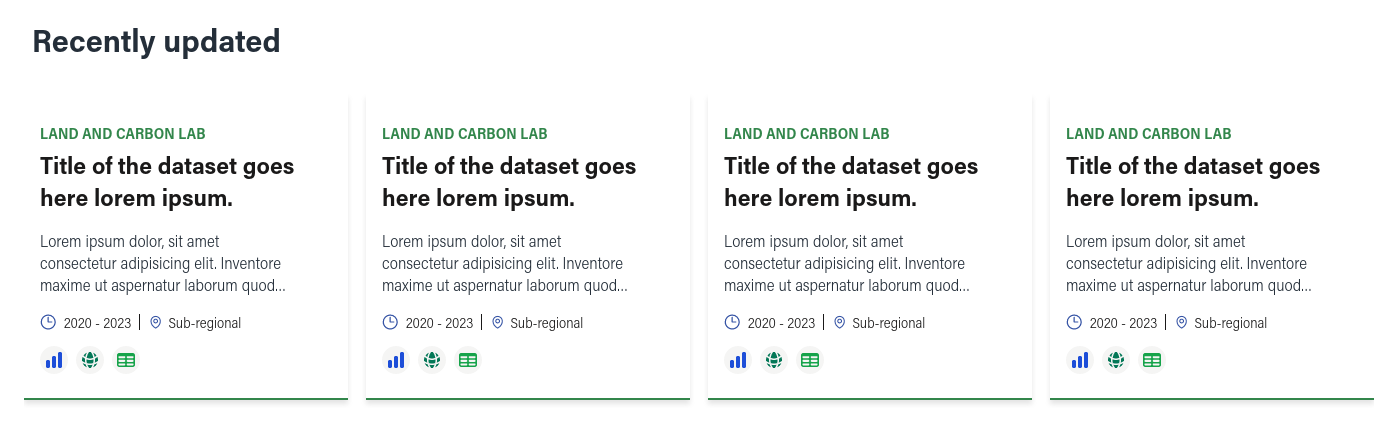 Recently updated
LAND AND CARBON LAB
Title of the dataset goes
here lorem ipsum.
Lorem ipsum dolor, sit amet
consectetur adipisicing elit. Inventore
maxime ut aspernatur laborum quod...
2020 - 2023 | Sub-regional
LAND AND CARBON LAB
Title of the dataset goes
here lorem ipsum.
Lorem ipsum dolor, sit amet
consectetur adipisicing elit. Inventore
maxime ut aspernatur laborum quod...
2020 - 2023 | Sub-regional
LAND AND CARBON LAB
Title of the dataset goes
here lorem ipsum.
Lorem ipsum dolor, sit amet
consectetur adipisicing elit. Inventore
maxime ut aspernatur laborum quod...
2020 - 2023 | Sub-regional
LAND AND CARBON LAB
Title of the dataset goes
here lorem ipsum.
Lorem ipsum dolor, sit amet
consectetur adipisicing elit. Inventore
maxime ut aspernatur laborum quod...
2020 - 2023 | Sub-regional